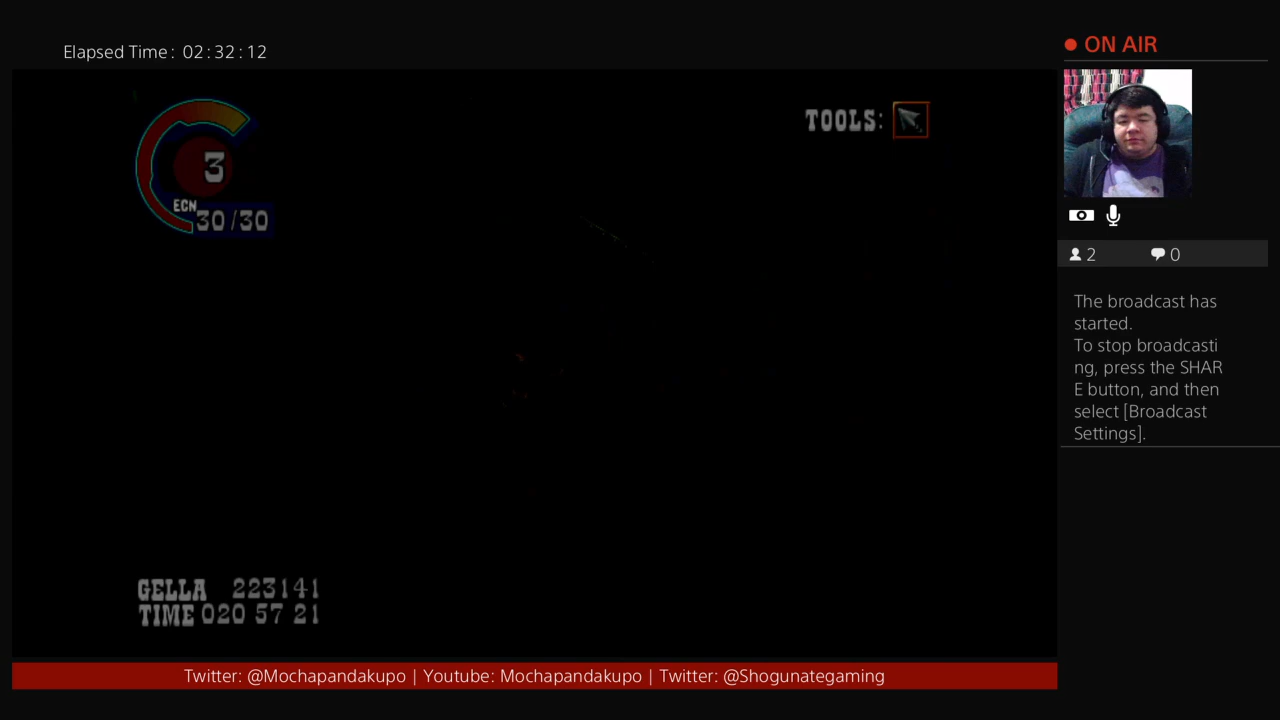 Elapsed Time: 02:32:12
ON AIR
TOOLS:
3
ECN
30/30
2 0
The broadcast has
started.
To stop broadcasti
ng, press the SHAR
E button, and then
select [Broadcast
Settings].
GELLA 223141
TIME 020 57 21
Twitter: @Mochapandakupo | Youtube: Mochapandakupo | Twitter: @Shogunategaming